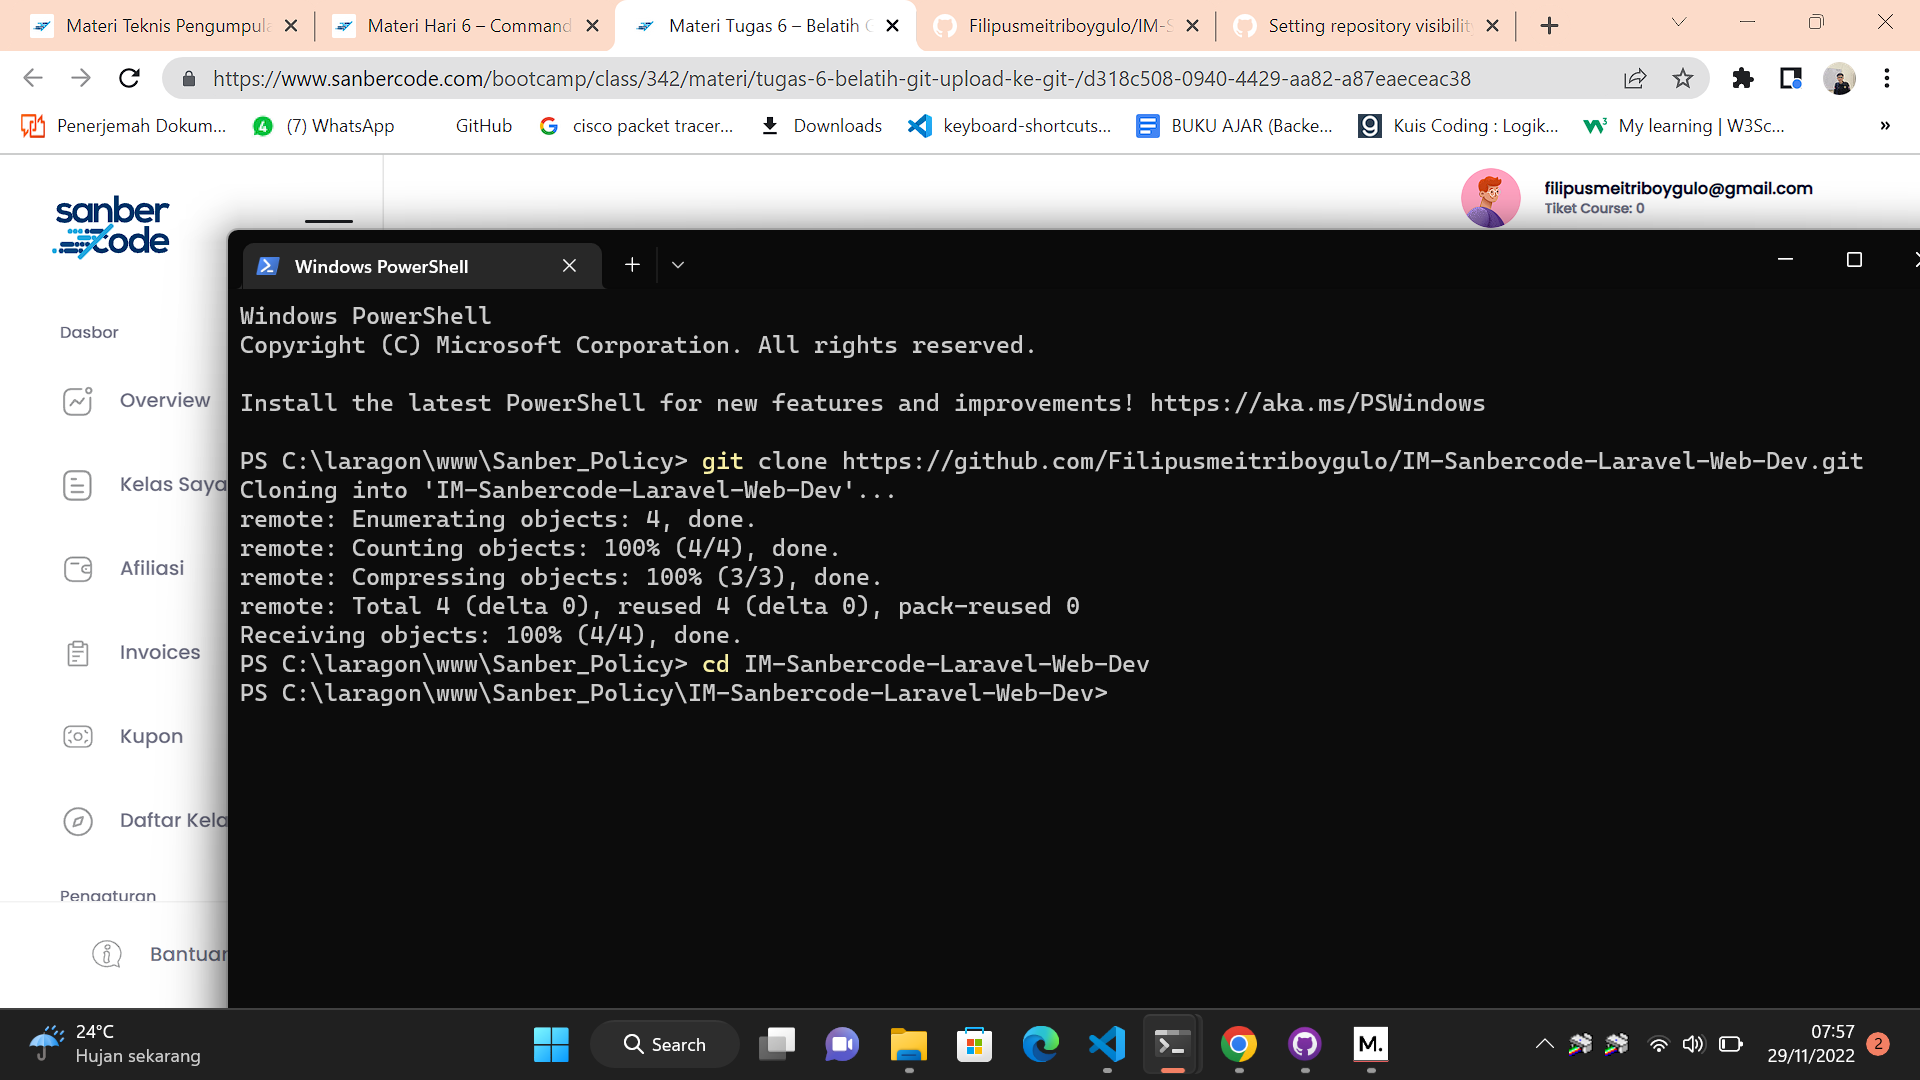 Materi Teknis Pengumpula
Materi Hari 6 – Command
Materi Tugas 6 – Belatih G
Filipusmeitriboygulo/IM-S
Setting repository visibility
https://www.sanbercode.com/bootcamp/class/342/materi/tugas-6-belatih-git-upload-ke-git-/d318c508-0940-4429-aa82-a87eaeceac38
Penerjemah Dokum...
4
(7) WhatsApp
GitHub
cisco packet tracer...
Downloads
keyboard-shortcuts...
BUKU AJAR (Backe...
Kuis Coding : Logik...
My learning | W3Sc...
»
sanber
code
filipusmeitriboygulo@gmail.com
Tiket Course: 0
Dasbor
Overview
Kelas Saya
Afiliasi
Invoices
Kupon
Daftar Kela
Pengaturan
Bantuan
Windows PowerShell
Windows PowerShell
Copyright (C) Microsoft Corporation. All rights reserved.
Install the latest PowerShell for new features and improvements! https://aka.ms/PSWindows
PS C:\laragon\www\Sanber_Policy> git clone https://github.com/Filipusmeitriboygulo/IM-Sanbercode-Laravel-Web-Dev.git
Cloning into 'IM-Sanbercode-Laravel-Web-Dev'...
remote: Enumerating objects: 4, done.
remote: Counting objects: 100% (4/4), done.
remote: Compressing objects: 100% (3/3), done.
remote: Total 4 (delta 0), reused 4 (delta 0), pack-reused 0
Receiving objects: 100% (4/4), done.
PS C:\laragon\www\Sanber_Policy> cd IM-Sanbercode-Laravel-Web-Dev
PS C:\laragon\www\Sanber_Policy\IM-Sanbercode-Laravel-Web-Dev>
24°C
Hujan sekarang
Search
M.
07:57
29/11/2022
2